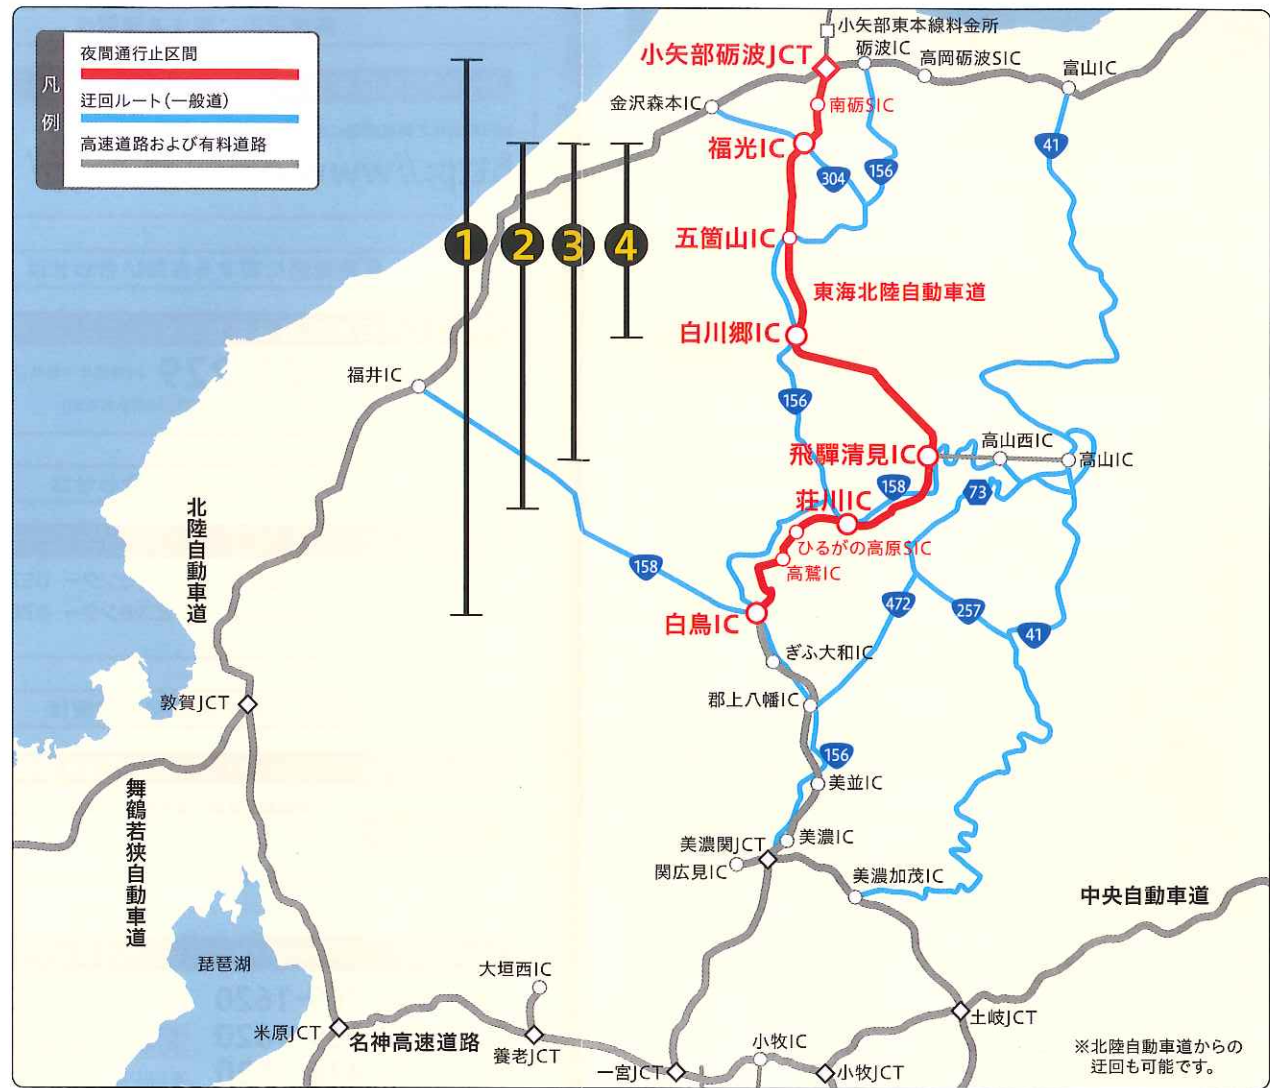 凡例
夜間通行止区間
迂回ルート(一般道)
高速道路および有料道路
小矢部東本線料金所
小矢部砺波JCT
砺波IC
高岡砺波SIC
富山IC
金沢森本IC
南砺SIC
福光IC
41
304
156
1
2
3
4
五箇山IC
東海北陸自動車道
白川郷IC
福井IC
156
飛驒清見IC
高山西IC
高山IC
158
73
荘川IC
ひるがの高原SIC
高鷲IC
北陸自動車道
158
472
257
41
白鳥IC
ぎふ大和IC
敦賀JCT
郡上八幡IC
156
舞鶴若狭自動車道
美並IC
美濃関JCT
美濃IC
関広見IC
美濃加茂IC
中央自動車道
琵琶湖
大垣西IC
米原JCT
名神高速道路
養老JCT
土岐JCT
小牧IC
一宮JCT
小牧JCT
※北陸自動車道からの
迂回も可能です。